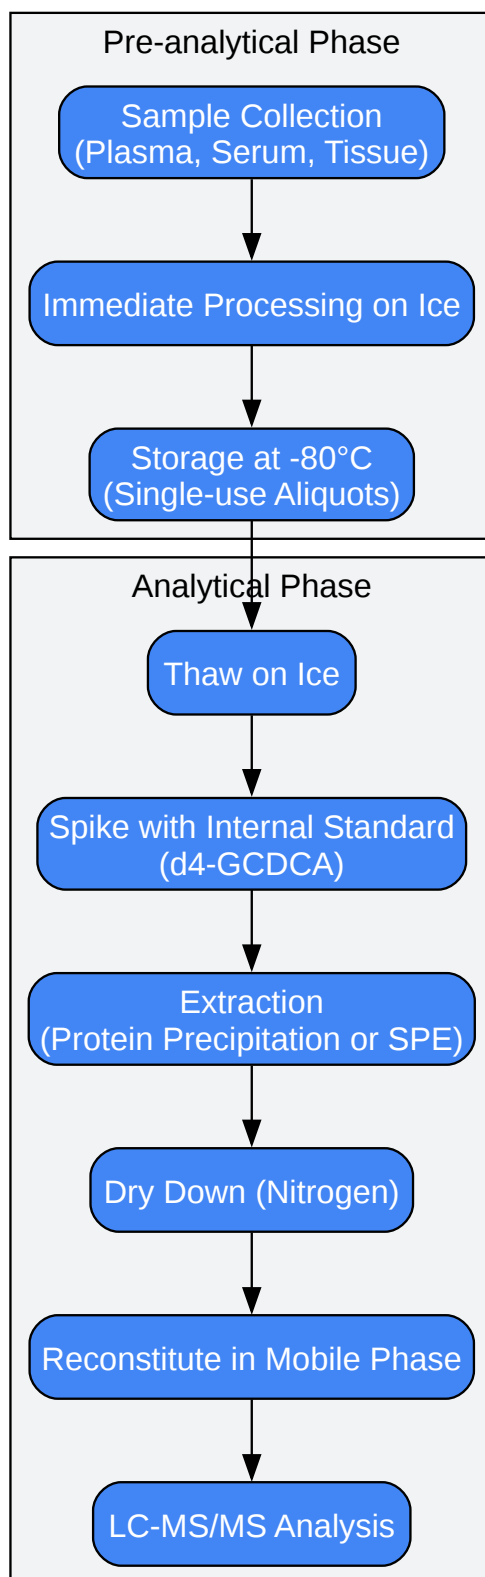 Pre-analytical Phase
Sample Collection
(Plasma, Serum, Tissue)
Immediate Processing on Ice
Storage at -80°C
(Single-use Aliquots)
Analytical Phase
Thaw on Ice
Spike with Internal Standard
(d4-GCDCA)
Extraction
(Protein Precipitation or SPE)
Dry Down (Nitrogen)
Reconstitute in Mobile Phase
LC-MS/MS Analysis